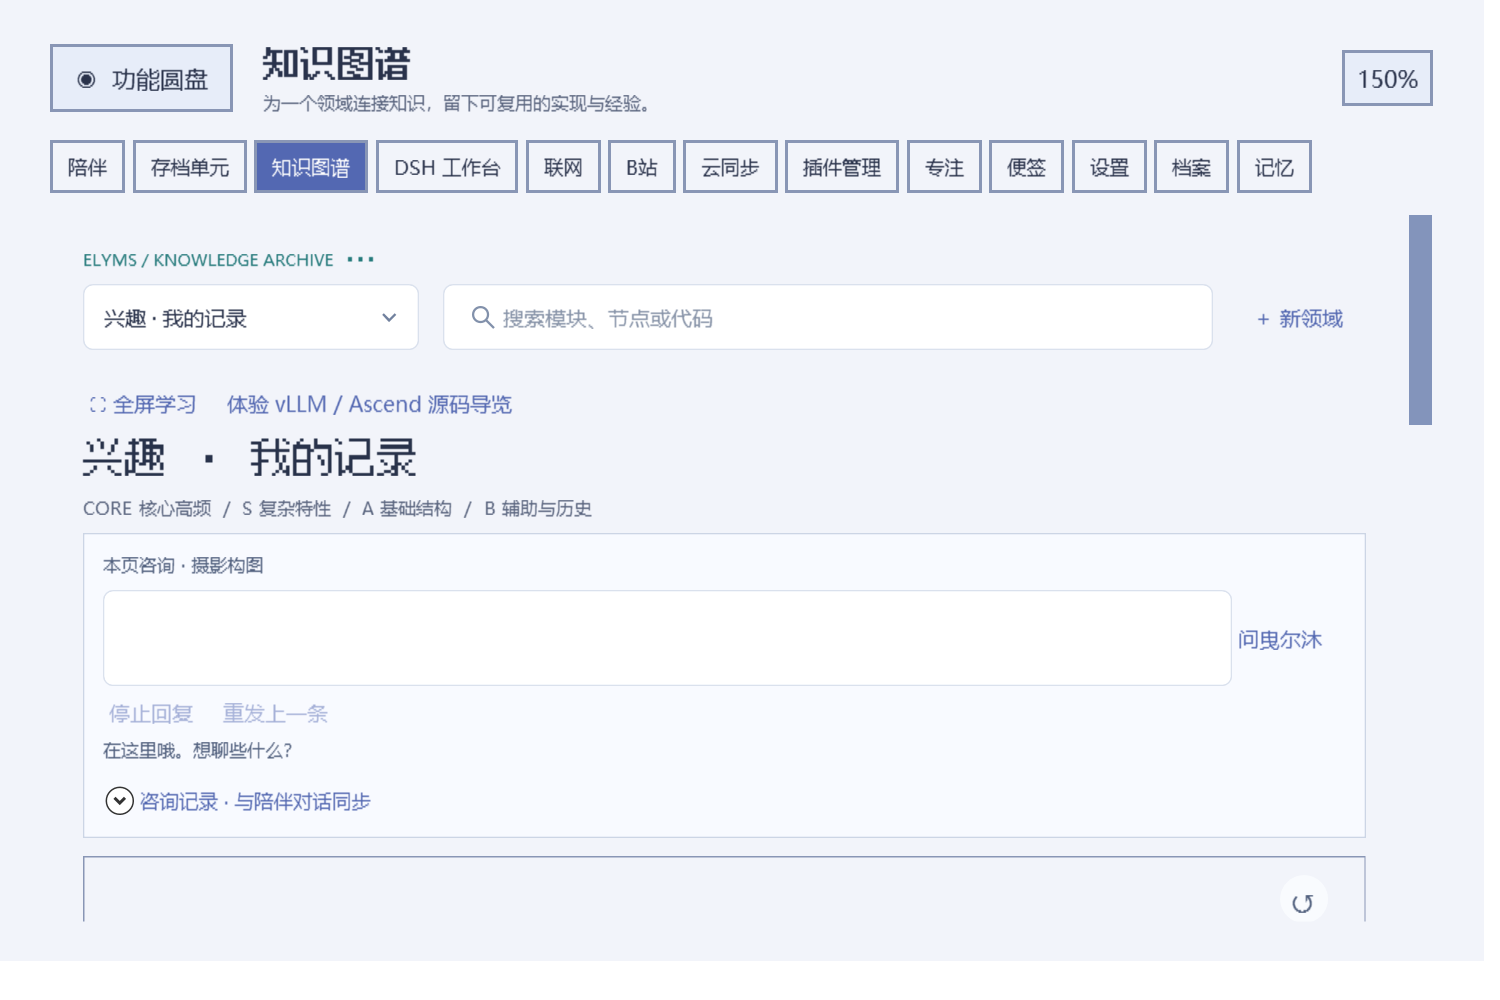 功能圆盘
知识图谱
为一个领域连接知识，留下可复用的实现与经验。
150%
陪伴 存档单元 知识图谱 DSH 工作台 联网 B站 云同步 插件管理 专注 便签 设置 档案 记忆
ELYMS / KNOWLEDGE ARCHIVE
兴趣 · 我的记录
搜索模块、节点或代码
+ 新领域
全屏学习 体验 vLLM / Ascend 源码导览
兴趣 · 我的记录
CORE 核心高频 / S 复杂特性 / A 基础结构 / B 辅助与历史
本页咨询 · 摄影构图
问曳尔沐
停止回复 重发上一条
在这里哦。想聊些什么?
咨询记录 · 与陪伴对话同步